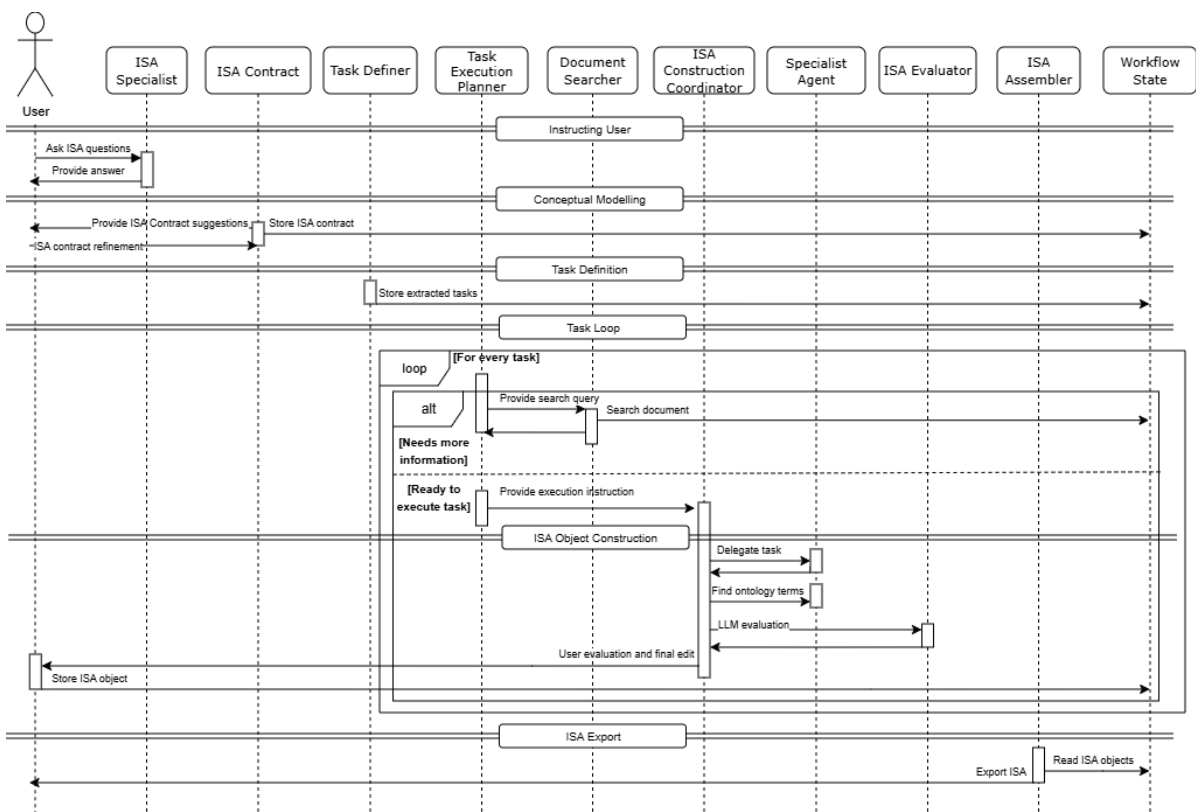 User
ISA
Specialist
ISA Contract
Task Definer
Task
Execution
Planner
Document
Searcher
ISA
Construction
Coordinator
Specialist
Agent
ISA Evaluator
ISA
Assembler
Workflow
State
Instructing User
Ask ISA questions
Provide answer
Conceptual Modelling
Provide ISA Contract suggestions
Store ISA contract
ISA contract refinement
Task Definition
Store extracted tasks
Task Loop
loop
[For every task]
alt
Provide search query
Search document
[Needs more
information]
[Ready to
execute task]
Provide execution instruction
ISA Object Construction
Delegate task
Find ontology terms
LLM evaluation
User evaluation and final edit
Store ISA object
ISA Export
Read ISA objects
Export ISA